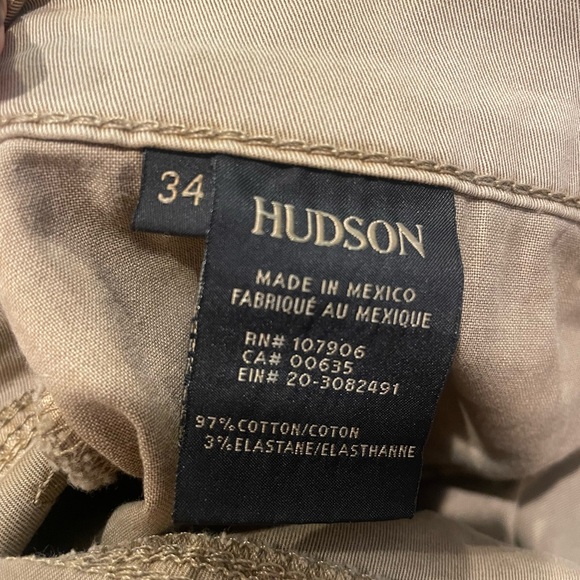 34
HUDSON
MADE IN MEXICO
FABRIQUÉ AU MEXIQUE
RN# 107906
CA# 00635
EIN# 20-3082491
97% COTTON/COTON
3% ELASTANE/ELASTHANNE